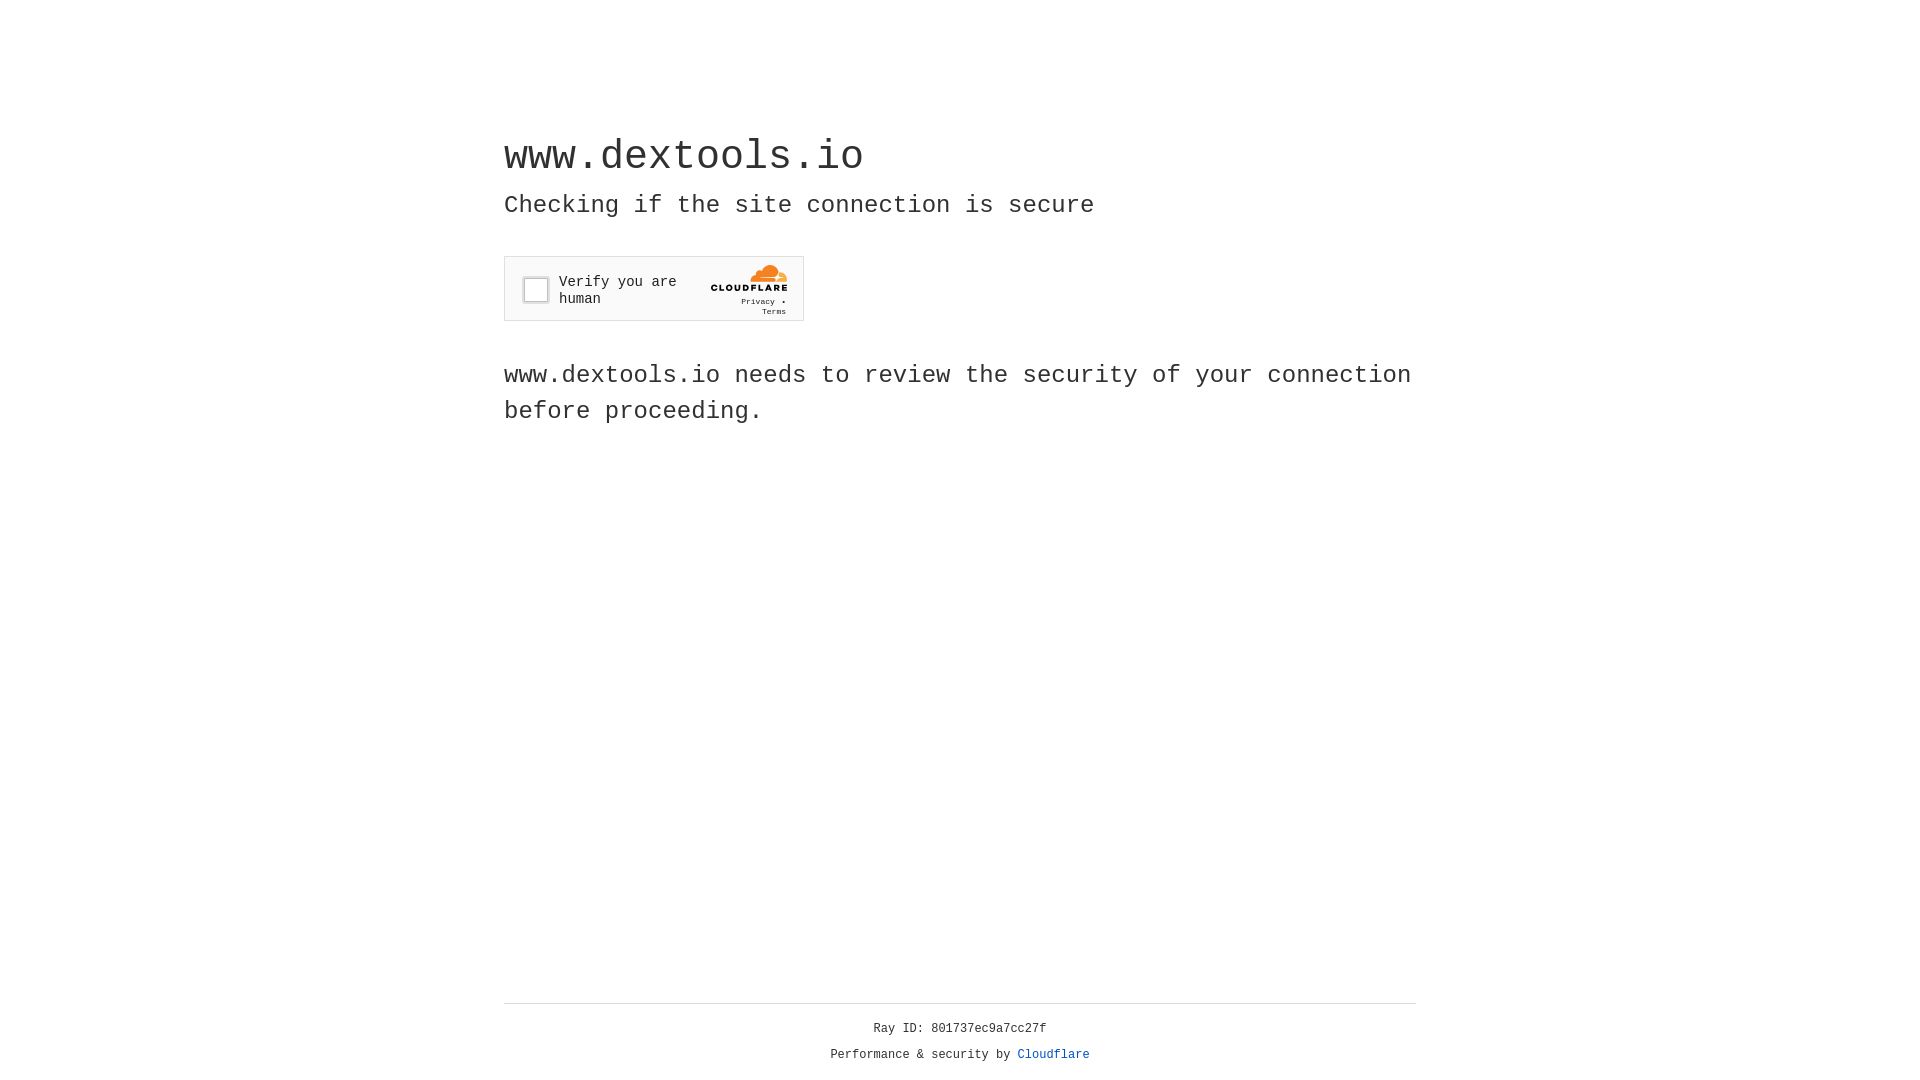 www.dextools.io
Checking if the site connection is secure
Verify you are
human
CLOUDFLARE
Privacy •
Terms
www.dextools.io needs to review the security of your connection
before proceeding.
Ray ID: 801737ec9a7cc27f
Performance & security by Cloudflare